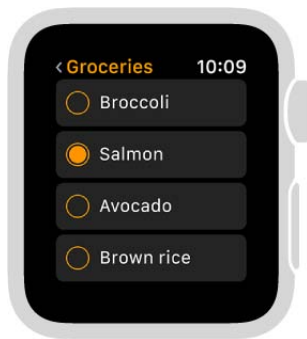 Groceries 10:09
Broccoli
Salmon
Avocado
Brown rice